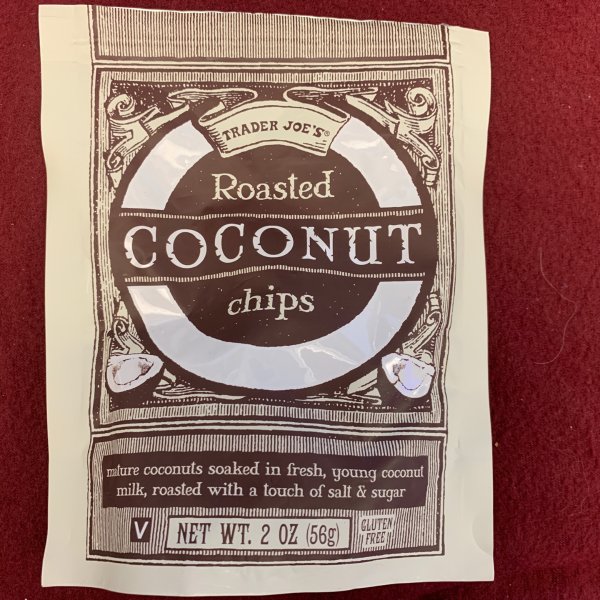 TRADER JOE'S®
Roasted
COCONUT
chips
mature coconuts soaked in fresh, young coconut
milk, roasted with a touch of salt & sugar
V NET WT. 2 OZ (56g) GLUTEN
FREE